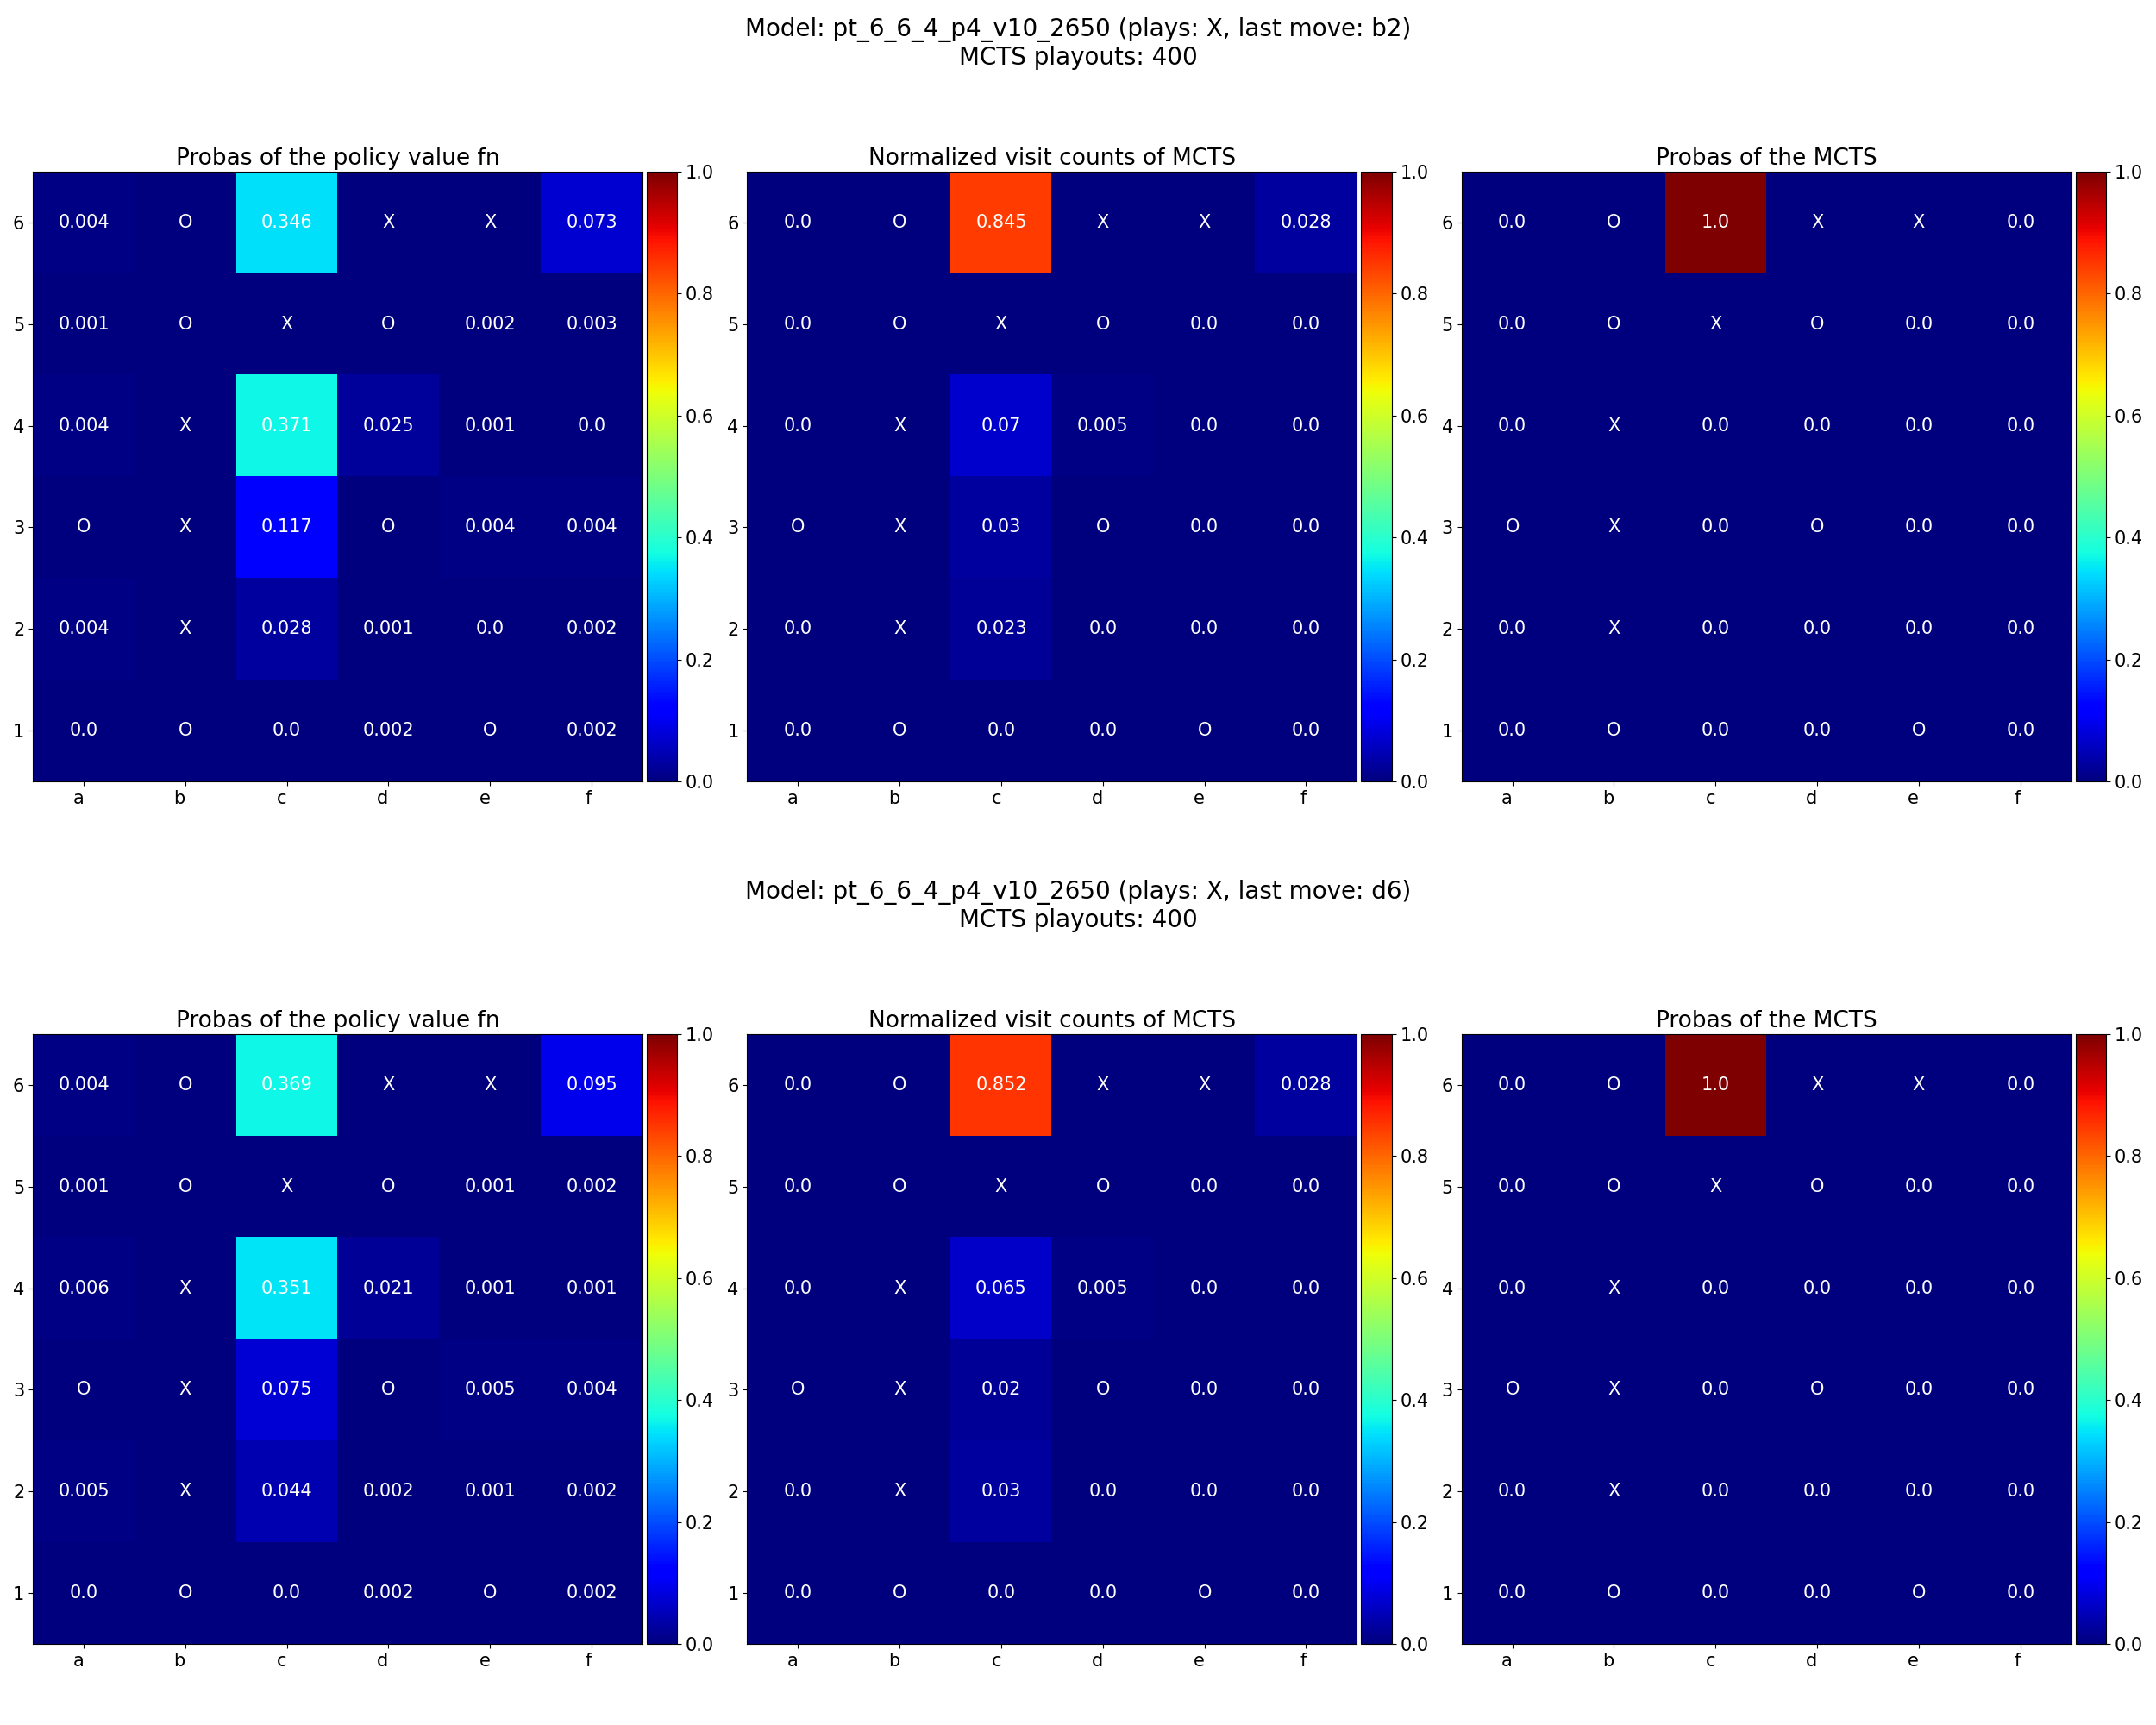 Model: pt_6_6_4_p4_v10_2650 (plays: X, last move: b2)
MCTS playouts: 400
Probas of the policy value fn
6 0.004 O 0.346 X X 0.073
5 0.001 O X O 0.002 0.003
4 0.004 X 0.371 0.025 0.001 0.0
3 O X 0.117 O 0.004 0.004
2 0.004 X 0.028 0.001 0.0 0.002
1 0.0 O 0.0 0.002 O 0.002
a b c d e f
1.0
0.8
0.6
0.4
0.2
0.0
Normalized visit counts of MCTS
6 0.0 O 0.845 X X 0.028
5 0.0 O X O 0.0 0.0
4 0.0 X 0.07 0.005 0.0 0.0
3 O X 0.03 O 0.0 0.0
2 0.0 X 0.023 0.0 0.0 0.0
1 0.0 O 0.0 0.0 O 0.0
a b c d e f
1.0
0.8
0.6
0.4
0.2
0.0
Probas of the MCTS
6 0.0 O 1.0 X X 0.0
5 0.0 O X O 0.0 0.0
4 0.0 X 0.0 0.0 0.0 0.0
3 O X 0.0 O 0.0 0.0
2 0.0 X 0.0 0.0 0.0 0.0
1 0.0 O 0.0 0.0 O 0.0
a b c d e f
1.0
0.8
0.6
0.4
0.2
0.0
Model: pt_6_6_4_p4_v10_2650 (plays: X, last move: d6)
MCTS playouts: 400
Probas of the policy value fn
6 0.004 O 0.369 X X 0.095
5 0.001 O X O 0.001 0.002
4 0.006 X 0.351 0.021 0.001 0.001
3 O X 0.075 O 0.005 0.004
2 0.005 X 0.044 0.002 0.001 0.002
1 0.0 O 0.0 0.002 O 0.002
a b c d e f
1.0
0.8
0.6
0.4
0.2
0.0
Normalized visit counts of MCTS
6 0.0 O 0.852 X X 0.028
5 0.0 O X O 0.0 0.0
4 0.0 X 0.065 0.005 0.0 0.0
3 O X 0.02 O 0.0 0.0
2 0.0 X 0.03 0.0 0.0 0.0
1 0.0 O 0.0 0.0 O 0.0
a b c d e f
1.0
0.8
0.6
0.4
0.2
0.0
Probas of the MCTS
6 0.0 O 1.0 X X 0.0
5 0.0 O X O 0.0 0.0
4 0.0 X 0.0 0.0 0.0 0.0
3 O X 0.0 O 0.0 0.0
2 0.0 X 0.0 0.0 0.0 0.0
1 0.0 O 0.0 0.0 O 0.0
a b c d e f
1.0
0.8
0.6
0.4
0.2
0.0